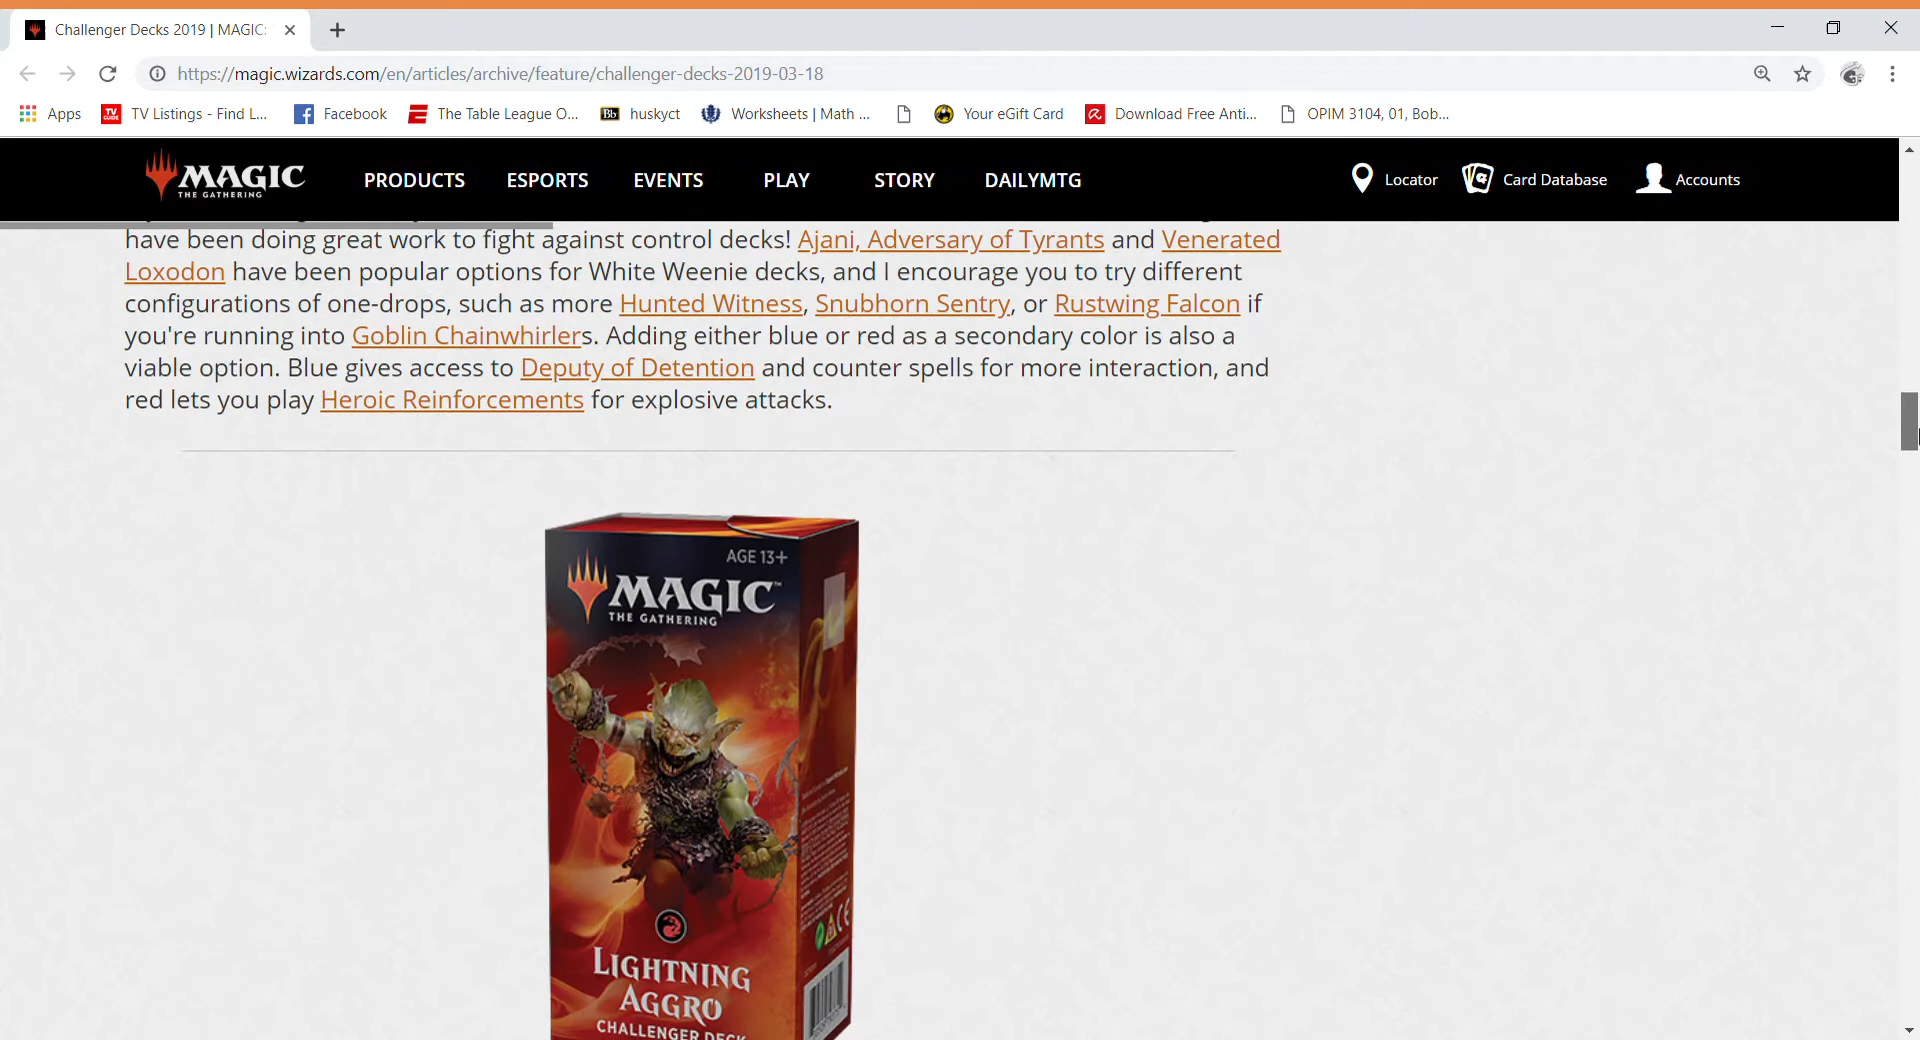 Challenger Decks 2019 | MAGIC:
https://magic.wizards.com/en/articles/archive/feature/challenger-decks-2019-03-18
Apps TV Listings - Find L... Facebook The Table League O... Bb huskyct Worksheets | Math ... Your eGift Card Download Free Anti... OPIM 3104, 01, Bob...
MAGIC THE GATHERING PRODUCTS ESPORTS EVENTS PLAY STORY DAILYMTG Locator Card Database Accounts
have been doing great work to fight against control decks! Ajani, Adversary of Tyrants and Venerated
Loxodon have been popular options for White Weenie decks, and I encourage you to try different
configurations of one-drops, such as more Hunted Witness, Snubhorn Sentry, or Rustwing Falcon if
you're running into Goblin Chainwhirlers. Adding either blue or red as a secondary color is also a
viable option. Blue gives access to Deputy of Detention and counter spells for more interaction, and
red lets you play Heroic Reinforcements for explosive attacks.
AGE 13+
MAGIC™
THE GATHERING
LIGHTNING
AGGRO
CHALLENGER DECK